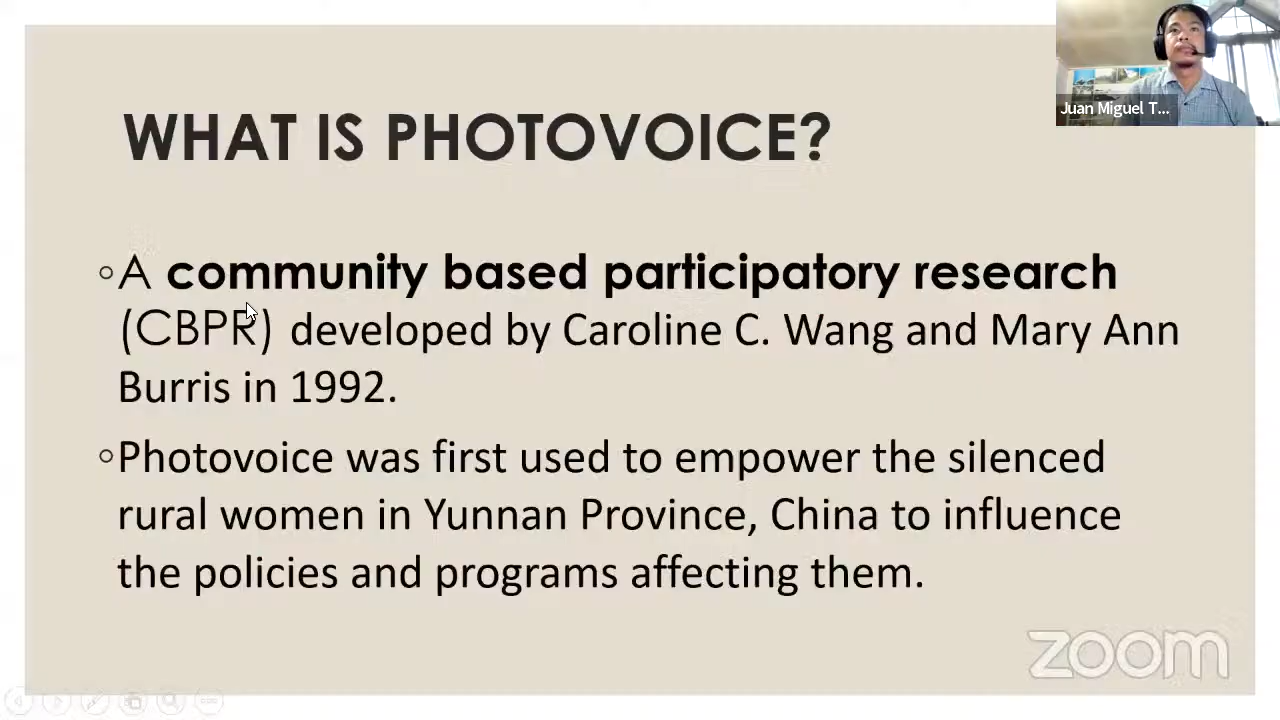 Juan Miguel T...
WHAT IS PHOTOVOICE?
◦A community based participatory research
(CBPR) developed by Caroline C. Wang and Mary Ann
Burris in 1992.
◦Photovoice was first used to empower the silenced
rural women in Yunnan Province, China to influence
the policies and programs affecting them.
zoom